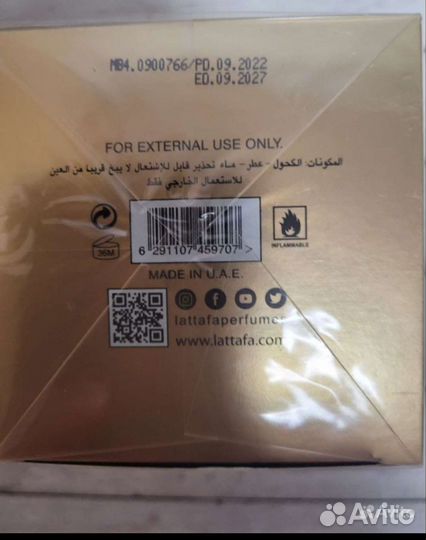 MB4.0900766/PD.09.2022
ED.09.2027
FOR EXTERNAL USE ONLY.
المكونات: الكحول - عطر - ماء تحذير قابل للإشتعال لا يبخ قريبا من العين
للاستعمال الخارجي فقط
36M
6 291107 459707 >
INFLAMMABLE
MADE IN U.A.E.
lattafaperfumes
www.lattafa.com
Avito